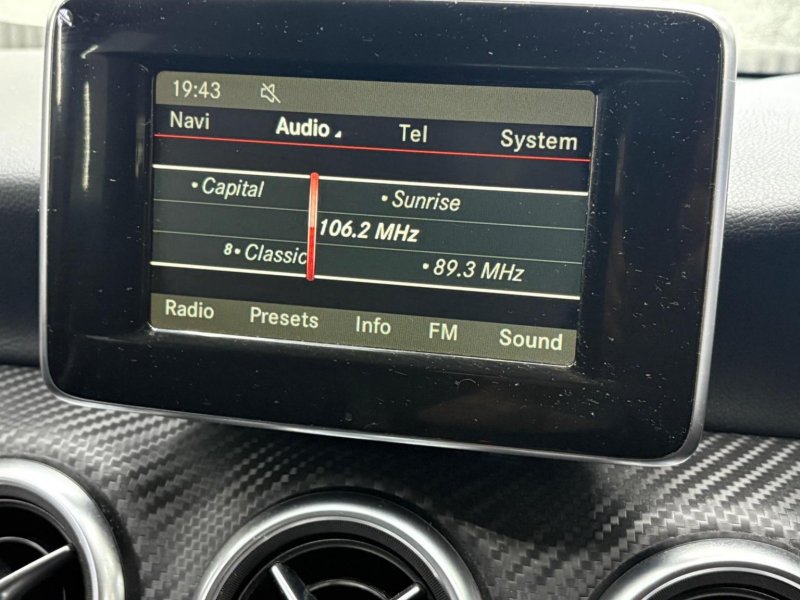 19:43
Navi Audio Tel System
• Capital • Sunrise
106.2 MHz
8 • Classic • 89.3 MHz
Radio Presets Info FM Sound